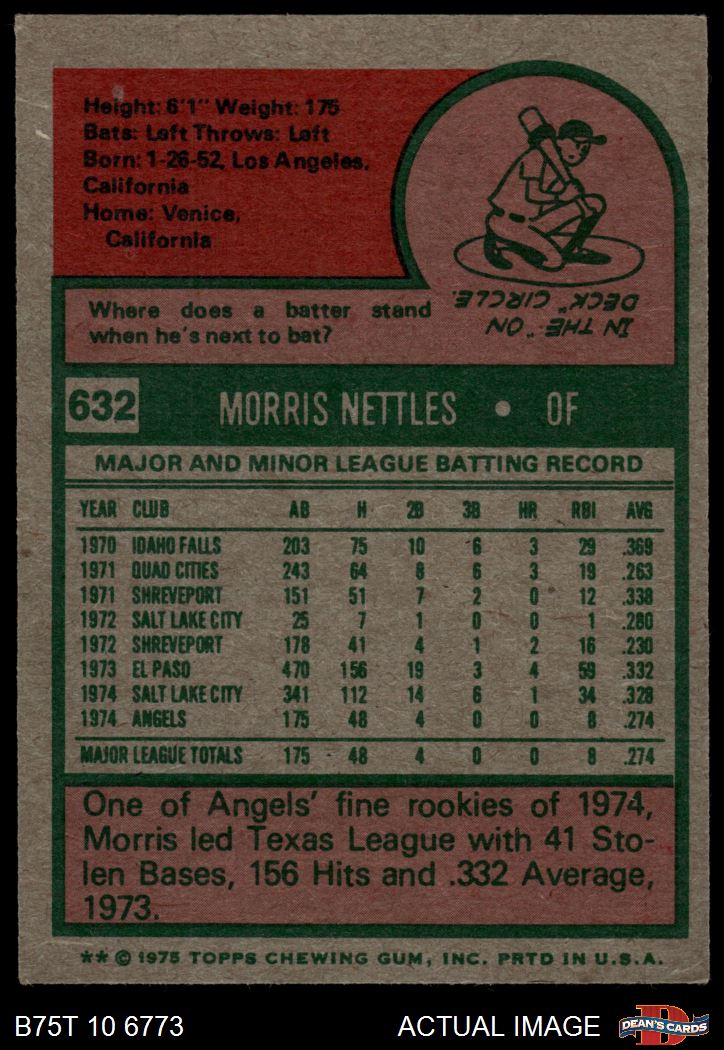 Height: 6'1" Weight: 175
Bats: Left Throws: Left
Born: 1-26-52, Los Angeles,
California
Home: Venice,
California
Where does a batter stand
when he's next to bat?
IN THE "ON
DECK" CIRCLE.
632 MORRIS NETTLES • OF
MAJOR AND MINOR LEAGUE BATTING RECORD
YEAR CLUB AB H 2B 3B HR RBI AVG
1970 IDAHO FALLS 203 75 10 6 3 29 .369
1971 QUAD CITIES 243 64 8 6 3 19 .263
1971 SHREVEPORT 151 51 7 2 0 12 .338
1972 SALT LAKE CITY 25 7 1 0 0 1 .280
1972 SHREVEPORT 178 41 4 1 2 16 .230
1973 EL PASO 470 156 19 3 4 59 .332
1974 SALT LAKE CITY 341 112 14 6 1 34 .328
1974 ANGELS 175 48 4 0 0 8 .274
MAJOR LEAGUE TOTALS 175 48 4 0 0 8 .274
One of Angels' fine rookies of 1974,
Morris led Texas League with 41 Sto-
len Bases, 156 Hits and .332 Average,
1973.
** © 1975 TOPPS CHEWING GUM, INC. PRTD IN U.S.A.
B75T 10 6773 ACTUAL IMAGE
D
DEAN'S CARDS